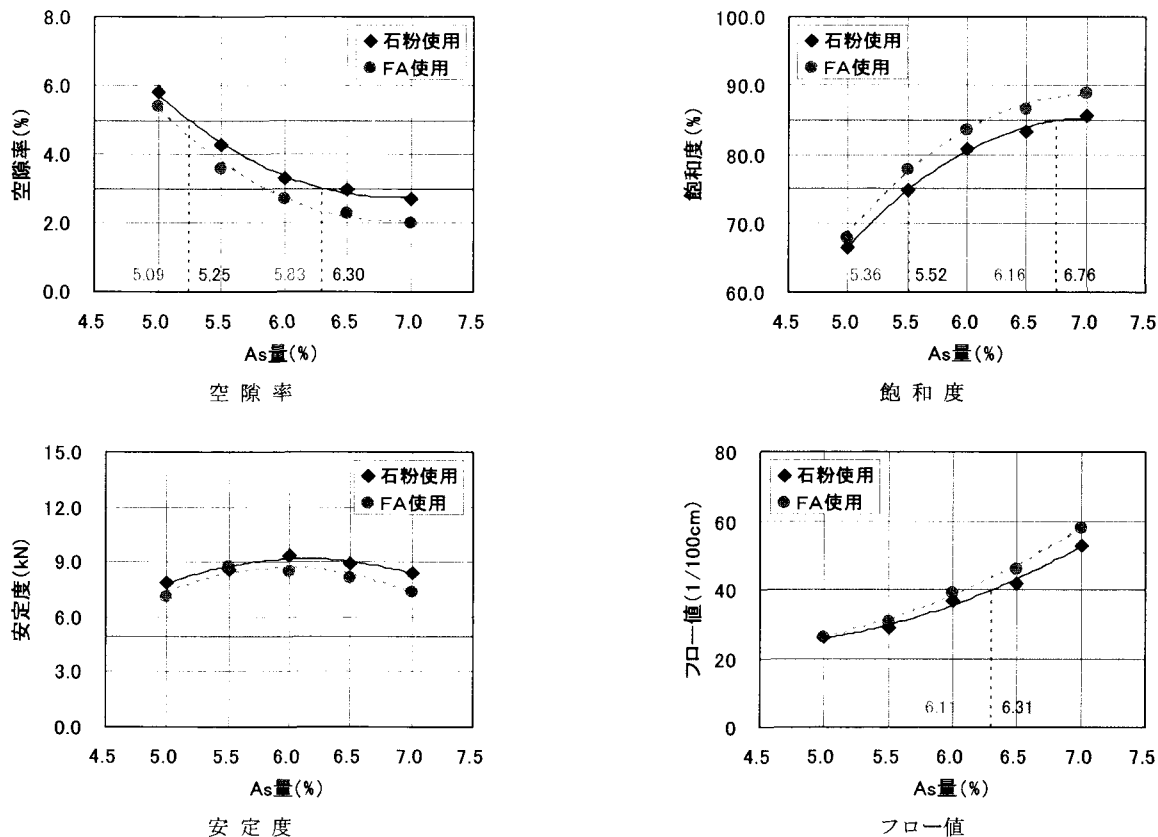 8.0
6.0
4.0
2.0
0.0
空隙率(%)
◆ 石粉使用
● FA使用
5.09 5.25 5.83 6.30
4.5 5.0 5.5 6.0 6.5 7.0 7.5
As量(%)
空 隙 率
100.0
90.0
80.0
70.0
60.0
飽和度(%)
◆ 石粉使用
● FA使用
5.36 5.52 6.16 6.76
4.5 5.0 5.5 6.0 6.5 7.0 7.5
As量(%)
飽 和 度
15.0
12.0
9.0
6.0
3.0
0.0
安定度(kN)
◆ 石粉使用
● FA使用
4.5 5.0 5.5 6.0 6.5 7.0 7.5
As量(%)
安 定 度
80
60
40
20
0
フロー値(1/100cm)
◆ 石粉使用
● FA使用
6.11 6.31
4.5 5.0 5.5 6.0 6.5 7.0 7.5
As量(%)
フロー値